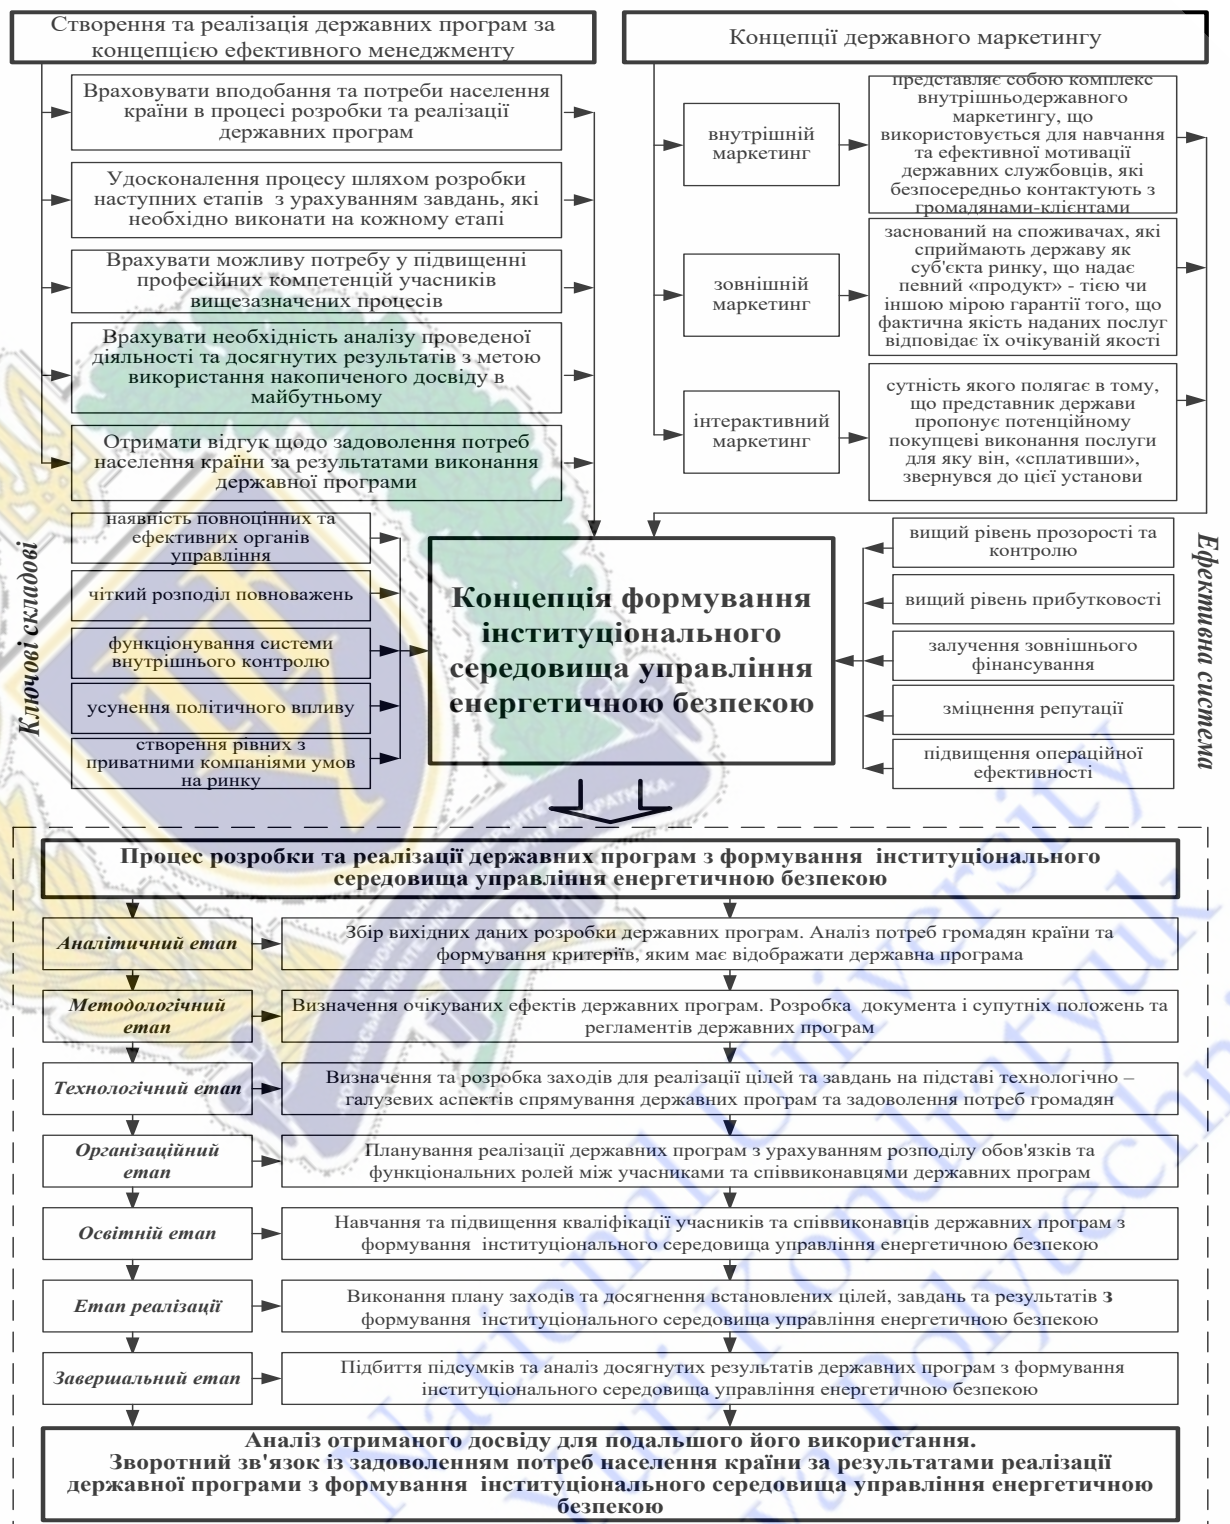 Створення та реалізація державних програм за
концепцією ефективного менеджменту
Враховувати вподобання та потреби населення
країни в процесі розробки та реалізації
державних програм
Удосконалення процесу шляхом розробки
наступних етапів з урахуванням завдань, які
необхідно виконати на кожному етапі
Врахувати можливу потребу у підвищенні
професійних компетенцій учасників
вищезазначених процесів
Врахувати необхідність аналізу проведеної
діяльності та досягнутих результатів з метою
використання накопиченого досвіду в
майбутньому
Отримати відгук щодо задоволення потреб
населення країни за результатами виконання
державної програми
Концепції державного маркетингу
внутрішній
маркетинг
представляє собою комплекс
внутрішньодержавного
маркетингу, що
використовується для навчання
та ефективної мотивації
державних службовців, які
безпосередньо контактують з
громадянами-клієнтами
зовнішній
маркетинг
заснований на споживачах, які
сприймають державу як
суб'єкта ринку, що надає
певний «продукт» - тією чи
іншою мірою гарантії того, що
фактична якість наданих послуг
відповідає їх очікуваній якості
інтерактивний
маркетинг
сутність якого полягає в тому,
що представник держави
пропонує потенційному
покупцеві виконання послуги
для яку він, «сплативши»,
звернувся до цієї установи
Ключові складові
наявність повноцінних та
ефективних органів
управління
чіткий розподіл повноважень
функціонування системи
внутрішнього контролю
усунення політичного впливу
створення рівних з
приватними компаніями умов
на ринку
Концепція формування
інституціонального
середовища управління
енергетичною безпекою
вищий рівень прозорості та
контролю
вищий рівень прибутковості
залучення зовнішнього
фінансування
зміцнення репутації
підвищення операційної
ефективності
Ефективна система
Процес розробки та реалізації державних програм з формування інституціонального
середовища управління енергетичною безпекою
Аналітичний етап
Збір вихідних даних розробки державних програм. Аналіз потреб громадян країни та
формування критеріїв, яким має відображати державна програма
Методологічний
етап
Визначення очікуваних ефектів державних програм. Розробка документа і супутніх положень та
регламентів державних програм
Технологічний етап
Визначення та розробка заходів для реалізації цілей та завдань на підставі технологічно –
галузевих аспектів спрямування державних програм та задоволення потреб громадян
Організаційний
етап
Планування реалізації державних програм з урахуванням розподілу обов'язків та
функціональних ролей між учасниками та співвиконавцями державних програм
Освітній етап
Навчання та підвищення кваліфікації учасників та співвиконавців державних програм з
формування інституціонального середовища управління енергетичною безпекою
Етап реалізації
Виконання плану заходів та досягнення встановлених цілей, завдань та результатів з
формування інституціонального середовища управління енергетичною безпекою
Завершальний етап
Підбиття підсумків та аналіз досягнутих результатів державних програм з формування
інституціонального середовища управління енергетичною безпекою
Аналіз отриманого досвіду для подальшого його використання.
Зворотний зв'язок із задоволенням потреб населення країни за результатами реалізації
державної програми з формування інституціонального середовища управління енергетичною
безпекою
National University
Yuri Kondratyuk